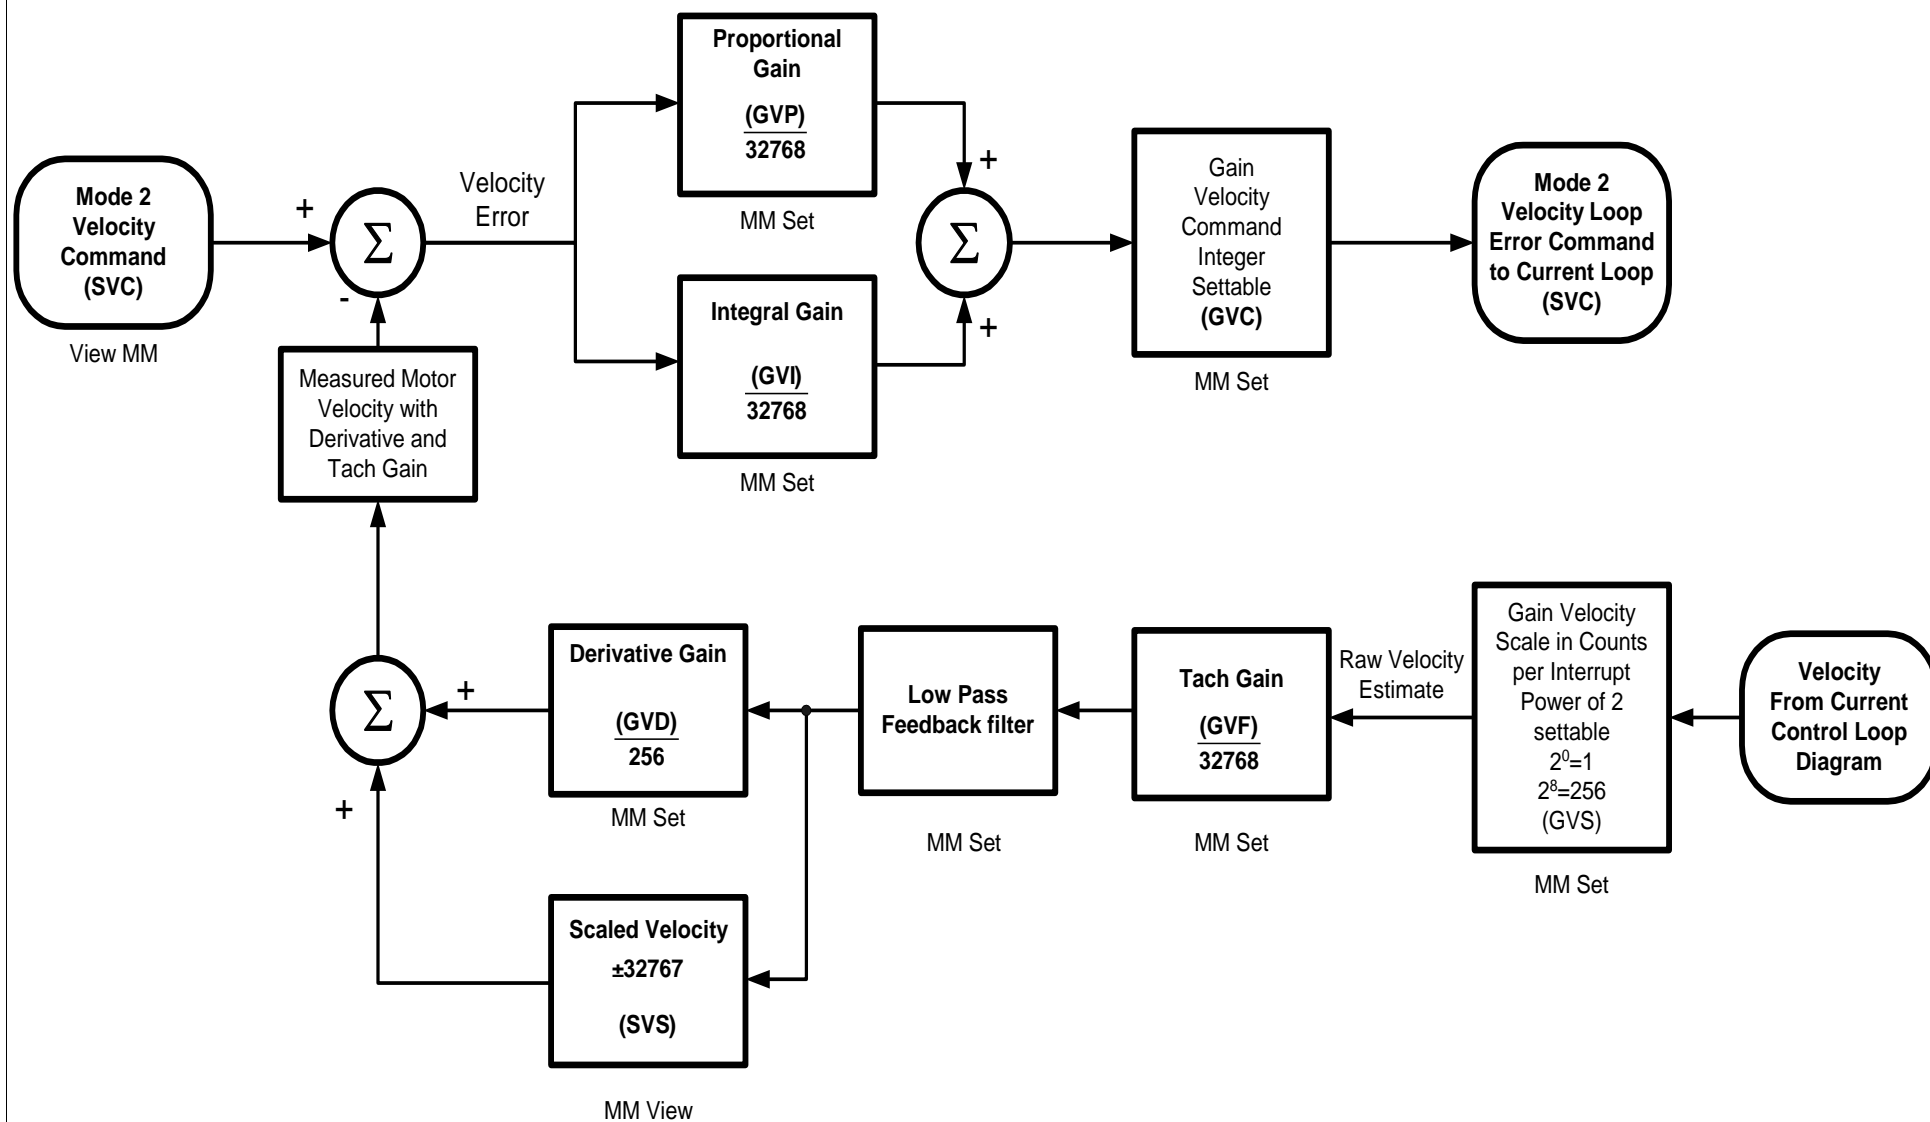 Mode 2
Velocity
Command
(SVC)
View MM
+
Σ
-
Velocity
Error
Proportional
Gain
(GVP)
32768
MM Set
Integral Gain
(GVI)
32768
MM Set
+
Σ
+
Gain
Velocity
Command
Integer
Settable
(GVC)
MM Set
Mode 2
Velocity Loop
Error Command
to Current Loop
(SVC)
Measured Motor
Velocity with
Derivative and
Tach Gain
Σ
+
+
Derivative Gain
(GVD)
256
MM Set
Scaled Velocity
±32767
(SVS)
MM View
Low Pass
Feedback filter
MM Set
Tach Gain
(GVF)
32768
MM Set
Raw Velocity
Estimate
Gain Velocity
Scale in Counts
per Interrupt
Power of 2
settable
2⁰=1
2⁸=256
(GVS)
MM Set
Velocity
From Current
Control Loop
Diagram